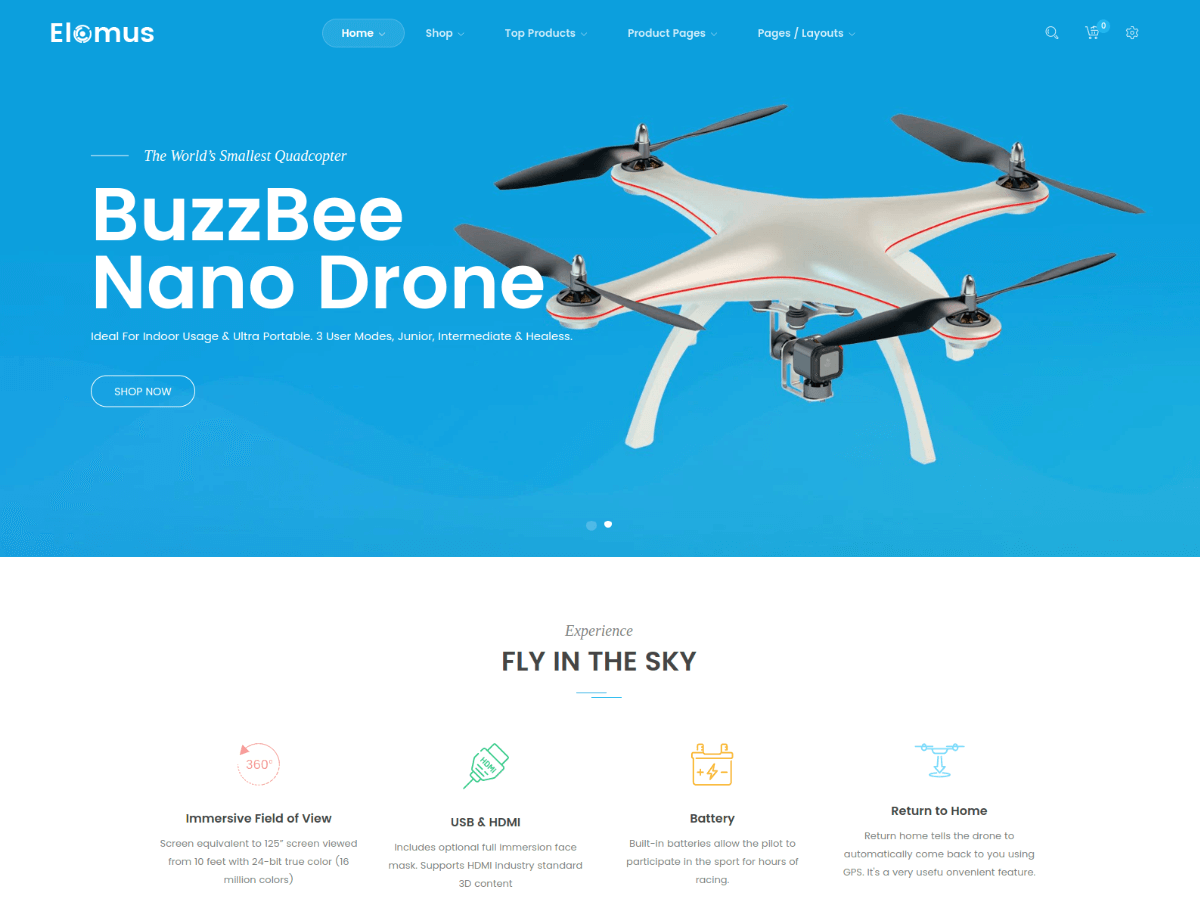 Elomus
Home
Shop
Top Products
Product Pages
Pages / Layouts
0
The World's Smallest Quadcopter
BuzzBee
Nano Drone
Ideal For Indoor Usage & Ultra Portable. 3 User Modes, Junior, Intermediate & Healess.
SHOP NOW
Experience
FLY IN THE SKY
360°
Immersive Field of View
Screen equivalent to 125" screen viewed
from 10 feet with 24-bit true color (16
million colors)
HDMI
USB & HDMI
Includes optional full immersion face
mask. Supports HDMI industry standard
3D content
Battery
Built-in batteries allow the pilot to
participate in the sport for hours of
racing.
Return to Home
Return home tells the drone to
automatically come back to you using
GPS. It's a very usefu onvenient feature.